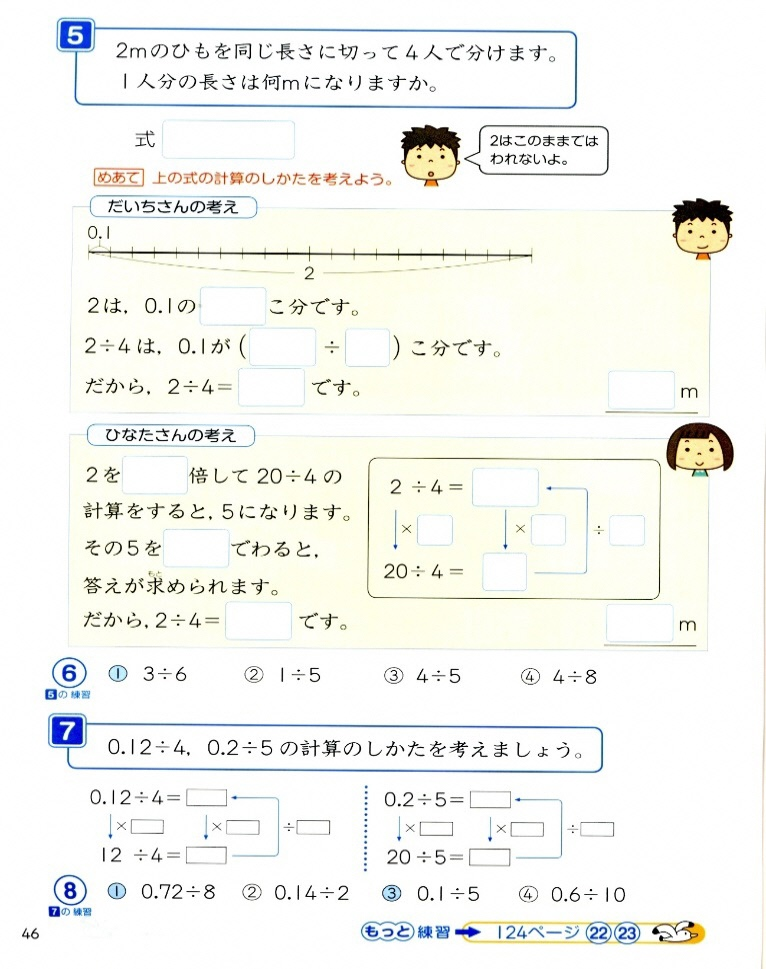 5
2mのひもを同じ長さに切って4人で分けます。
1人分の長さは何mになりますか。
式
2はこのままでは
われないよ。
めあて 上の式の計算のしかたを考えよう。
だいちさんの考え
0.1
2
2は，0.1の こ分です。
2÷4は，0.1が( ÷ )こ分です。
だから，2÷4= です。
m
ひなたさんの考え
2を 倍して20÷4の
計算をすると，5になります。
その5を でわると，
もと
答えが求められます。
だから，2÷4= です。
2÷4=
× × ÷
20÷4=
m
6 ① 3÷6 ② 1÷5 ③ 4÷5 ④ 4÷8
5の練習
7
0.12÷4，0.2÷5の計算のしかたを考えましょう。
0.12÷4=
× × ÷
12÷4=
0.2÷5=
× × ÷
20÷5=
8 ① 0.72÷8 ② 0.14÷2 ③ 0.1÷5 ④ 0.6÷10
7の練習
46
もっと練習 124ページ 22 23